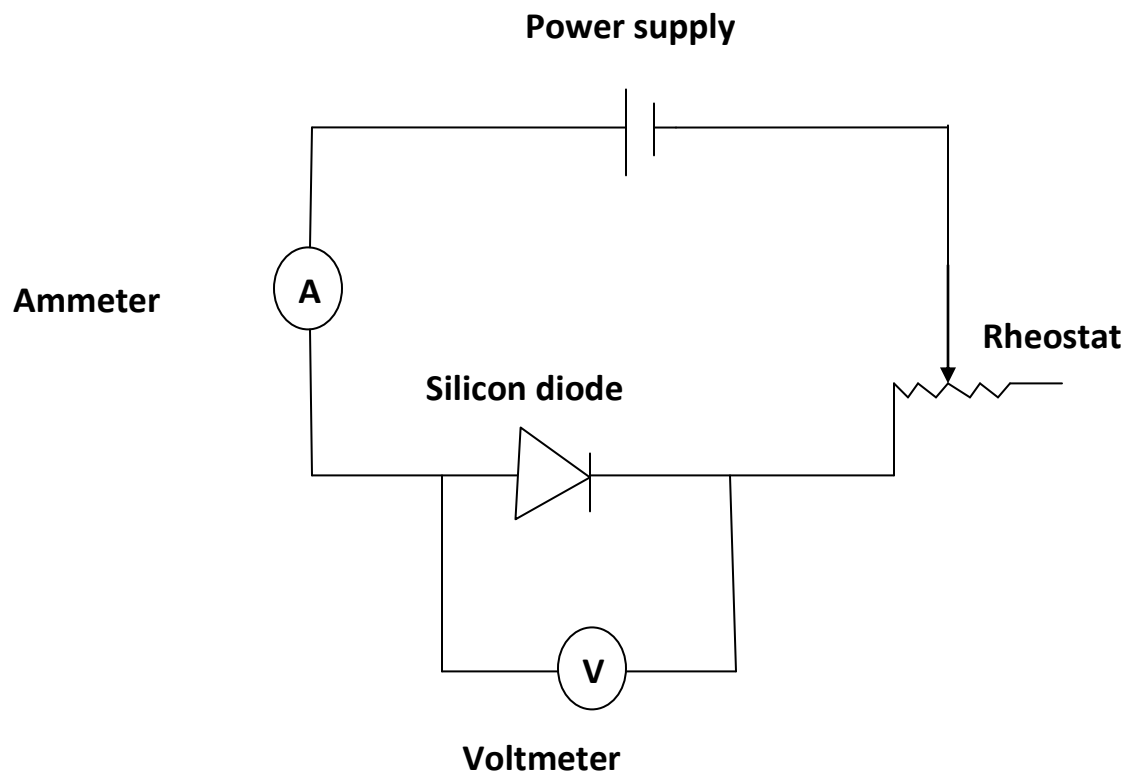 Power supply
A
Ammeter
Rheostat
Silicon diode
V
Voltmeter